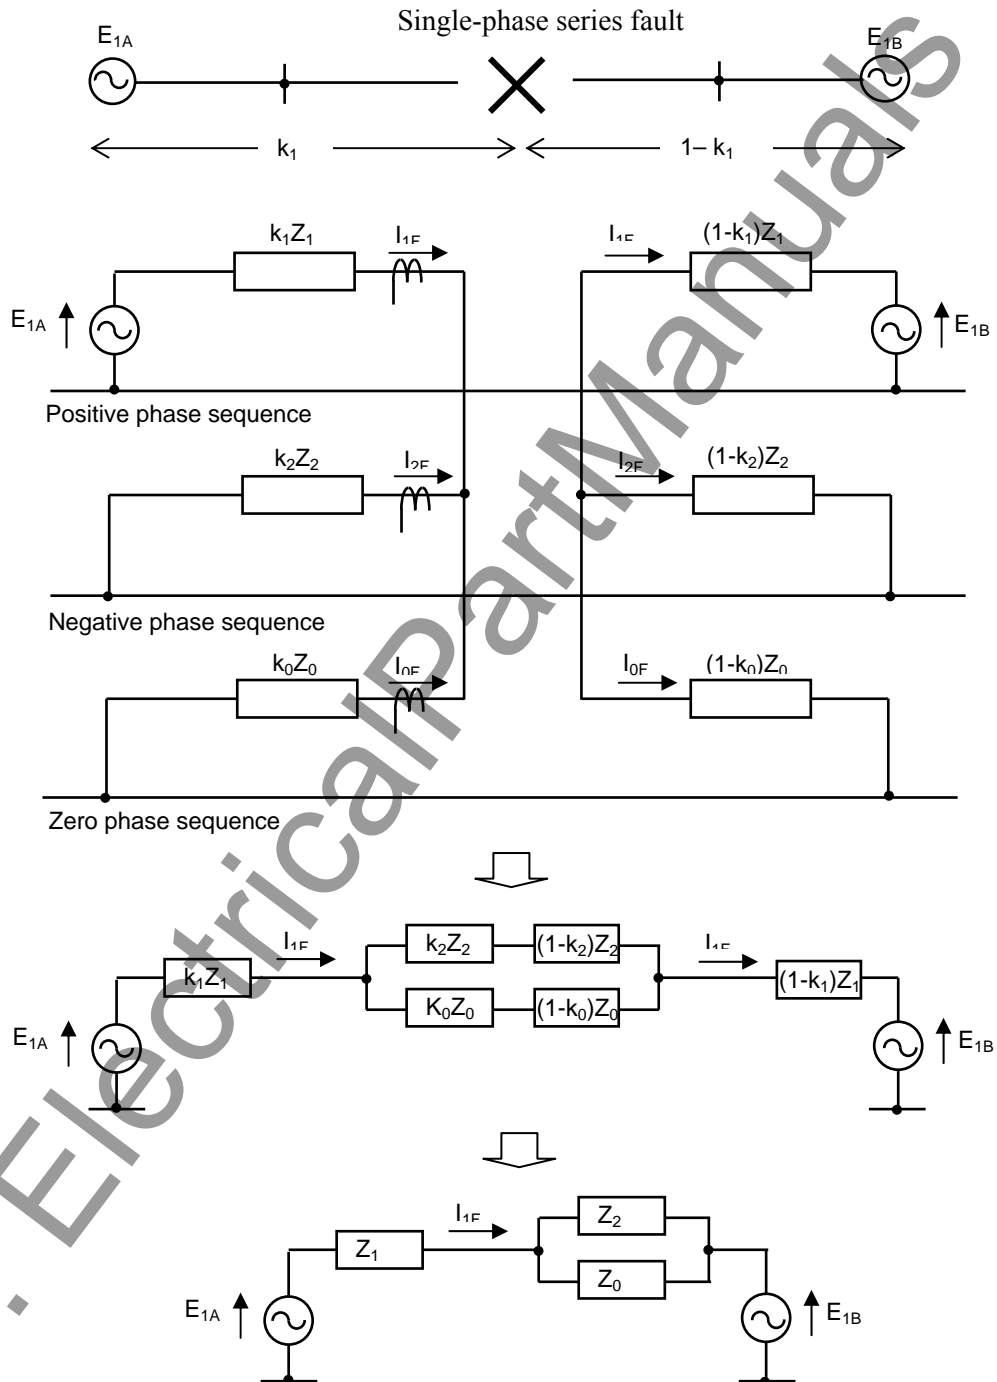 Single-phase series fault
E1A
E1B
k1
1– k1
k1Z1
I1F
I1F
(1-k1)Z1
E1A
E1B
Positive phase sequence
k2Z2
I2F
I2F
(1-k2)Z2
Negative phase sequence
k0Z0
I0F
I0F
(1-k0)Z0
Zero phase sequence
I1F
k2Z2
(1-k2)Z2
I1F
k1Z1
K0Z0
(1-k0)Z0
(1-k1)Z1
E1A
E1B
I1F
Z2
Z1
Z0
E1A
E1B
. ElectricalPartManuals